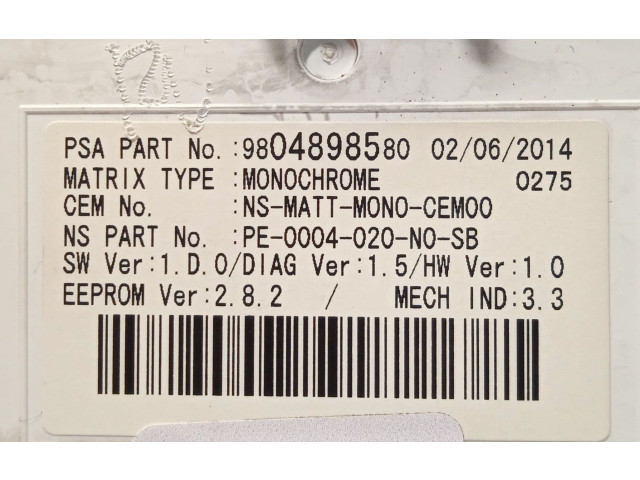 PSA PART No.:9804898580 02/06/2014
MATRIX TYPE :MONOCHROME 0275
CEM No. :NS-MATT-MONO-CEM00
NS PART No. :PE-0004-020-N0-SB
SW Ver:1.D.0/DIAG Ver:1.5/HW Ver:1.0
EEPROM Ver:2.8.2 / MECH IND:3.3